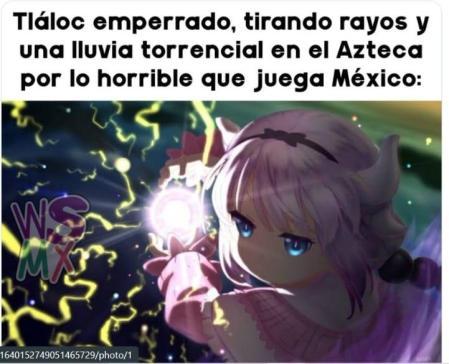 Tláloc emperrado, tirando rayos y
una lluvia torrencial en el Azteca
por lo horrible que juega México:
WS
MX
1640152749051465729/photo/1